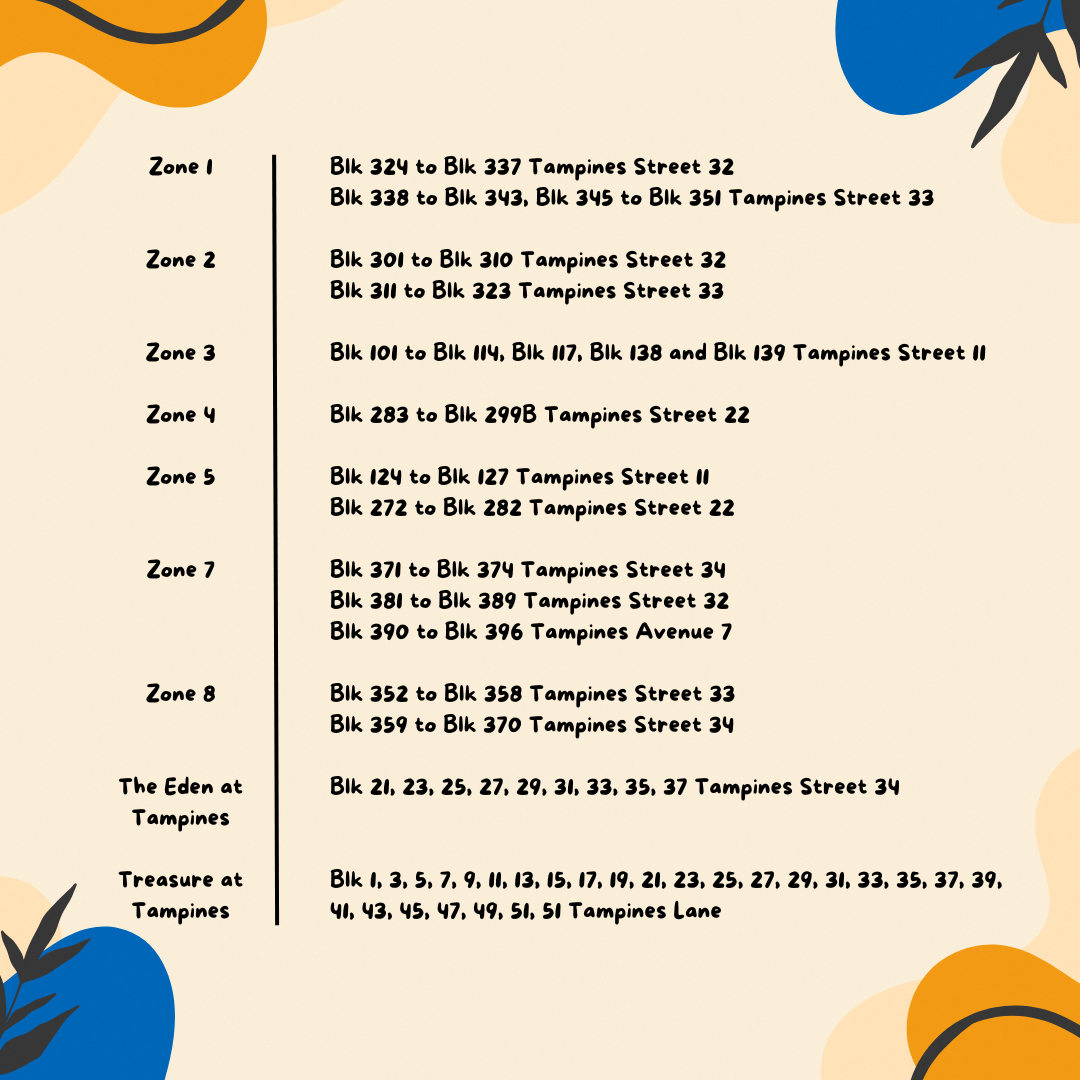 Zone 1 Blk 324 to Blk 337 Tampines Street 32
Blk 338 to Blk 343, Blk 345 to Blk 351 Tampines Street 33
Zone 2 Blk 301 to Blk 310 Tampines Street 32
Blk 311 to Blk 323 Tampines Street 33
Zone 3 Blk 101 to Blk 114, Blk 117, Blk 138 and Blk 139 Tampines Street 11
Zone 4 Blk 283 to Blk 299B Tampines Street 22
Zone 5 Blk 124 to Blk 127 Tampines Street 11
Blk 272 to Blk 282 Tampines Street 22
Zone 7 Blk 371 to Blk 374 Tampines Street 34
Blk 381 to Blk 389 Tampines Street 32
Blk 390 to Blk 396 Tampines Avenue 7
Zone 8 Blk 352 to Blk 358 Tampines Street 33
Blk 359 to Blk 370 Tampines Street 34
The Eden at Blk 21, 23, 25, 27, 29, 31, 33, 35, 37 Tampines Street 34
Tampines
Treasure at Blk 1, 3, 5, 7, 9, 11, 13, 15, 17, 19, 21, 23, 25, 27, 29, 31, 33, 35, 37, 39,
Tampines 41, 43, 45, 47, 49, 51, 51 Tampines Lane